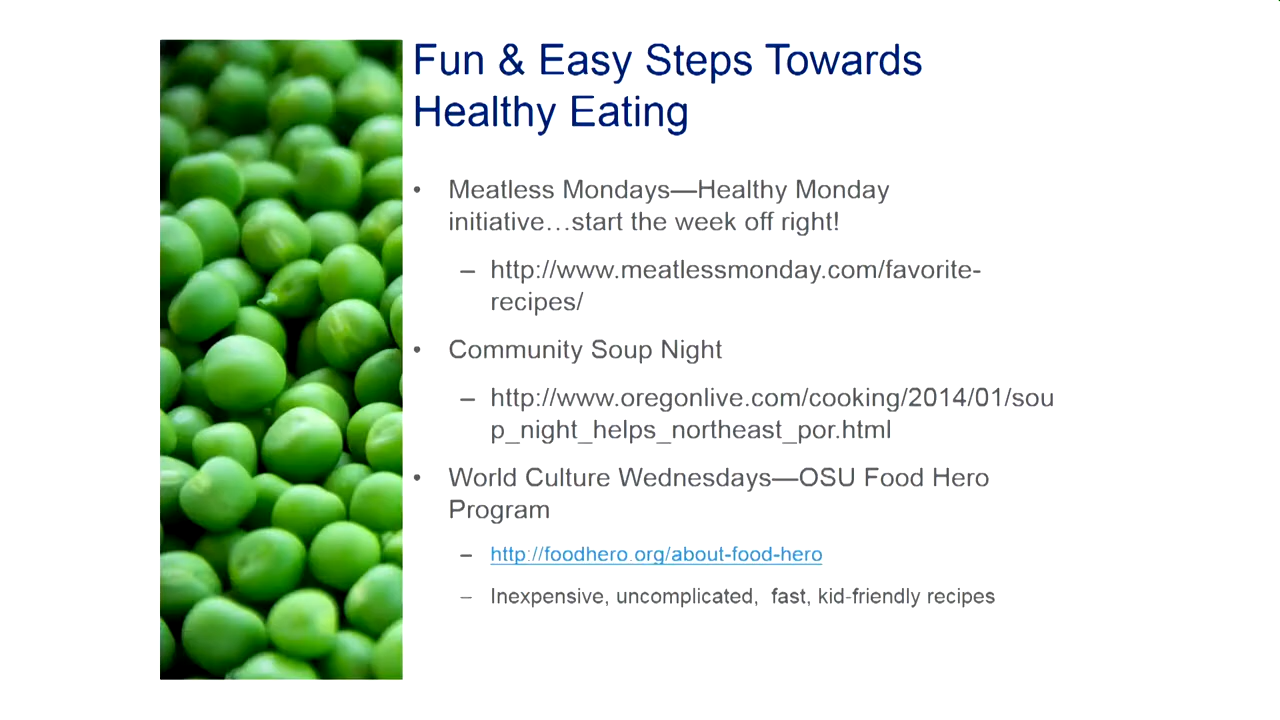 Fun & Easy Steps Towards
Healthy Eating
• Meatless Mondays—Healthy Monday
initiative…start the week off right!
– http://www.meatlessmonday.com/favorite-
recipes/
• Community Soup Night
– http://www.oregonlive.com/cooking/2014/01/sou
p_night_helps_northeast_por.html
• World Culture Wednesdays—OSU Food Hero
Program
– http://foodhero.org/about-food-hero
– Inexpensive, uncomplicated,  fast, kid-friendly recipes